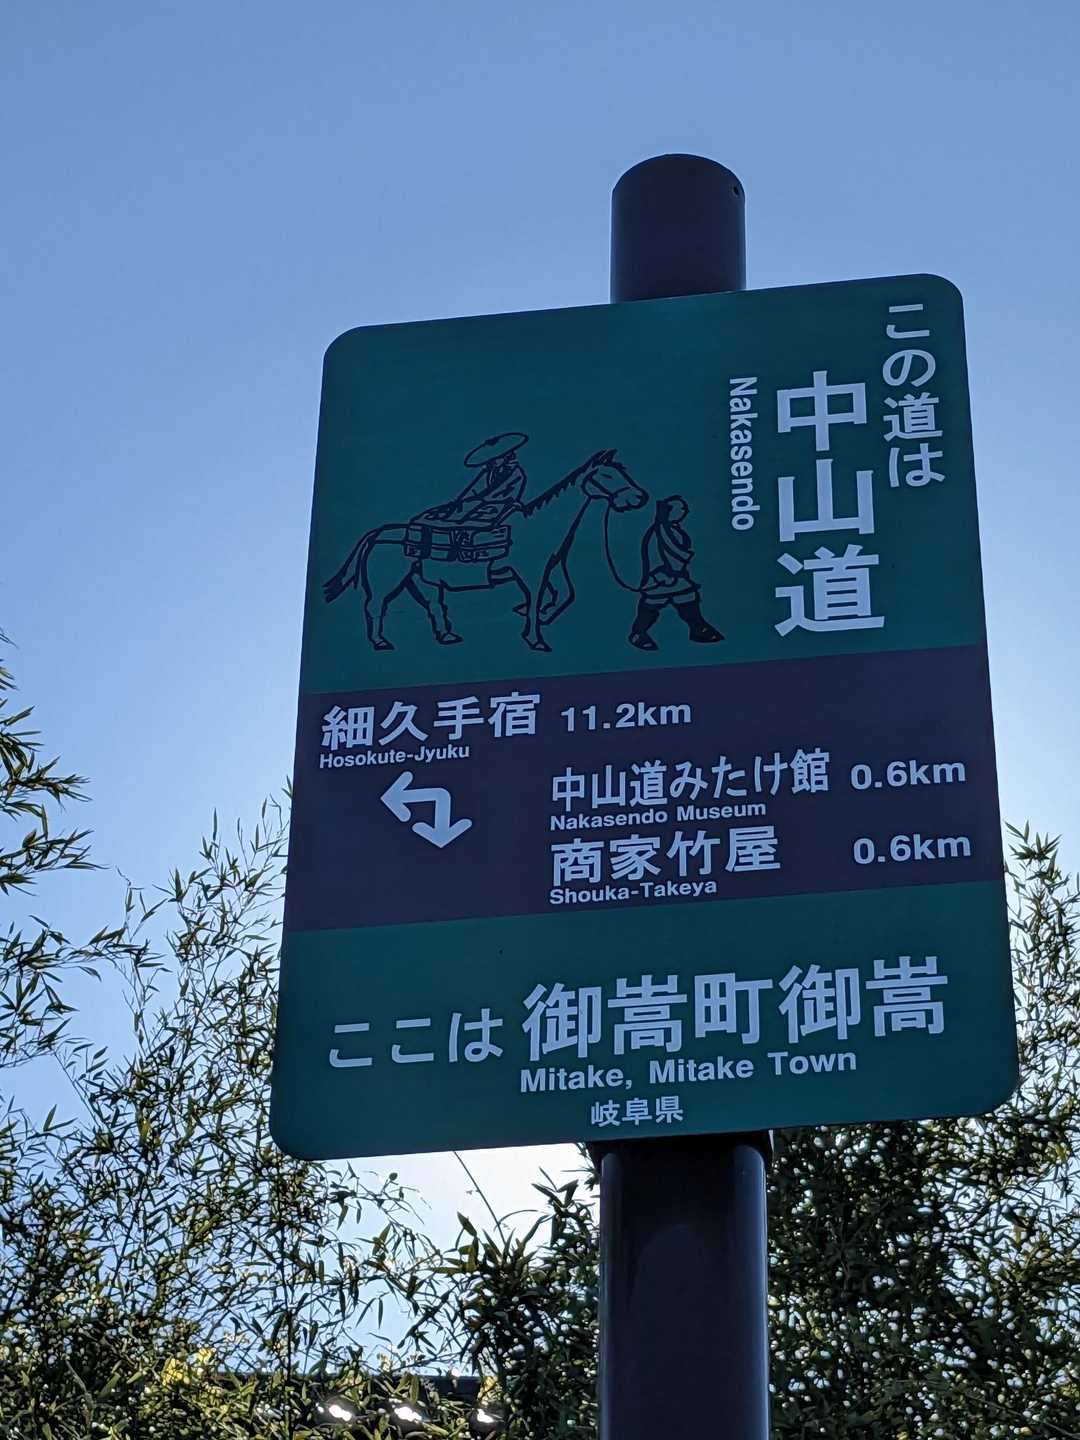 この道は
中山道
Nakasendo
細久手宿 11.2km
Hosokute-Jyuku
中山道みたけ館 0.6km
Nakasendo Museum
商家竹屋 0.6km
Shouka-Takeya
ここは御嵩町御嵩
Mitake, Mitake Town
岐阜県